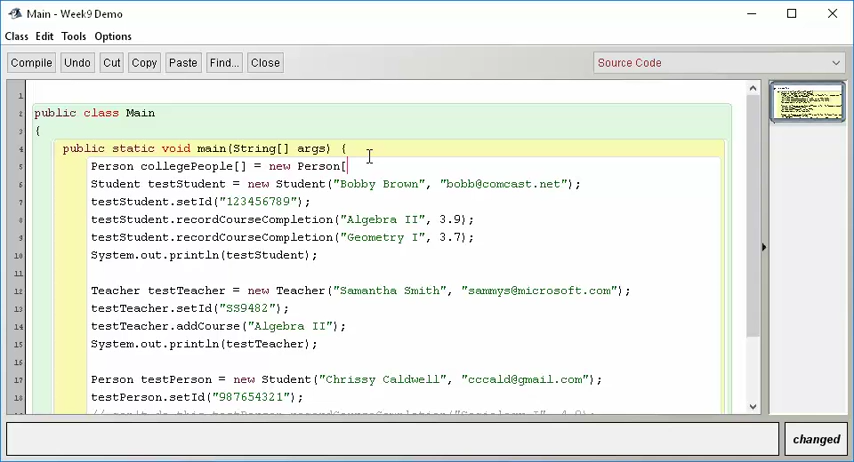 Main - Week9 Demo
Class Edit Tools Options
Compile Undo Cut Copy Paste Find... Close Source Code
1
2 public class Main
3 {
4 public static void main(String[] args) {
5 Person collegePeople[] = new Person[
6 Student testStudent = new Student("Bobby Brown", "bobb@comcast.net");
7 testStudent.setId("123456789");
8 testStudent.recordCourseCompletion("Algebra II", 3.9);
9 testStudent.recordCourseCompletion("Geometry I", 3.7);
10 System.out.println(testStudent);
11
12 Teacher testTeacher = new Teacher("Samantha Smith", "sammys@microsoft.com");
13 testTeacher.setId("SS9482");
14 testTeacher.addCourse("Algebra II");
15 System.out.println(testTeacher);
16
17 Person testPerson = new Student("Chrissy Caldwell", "cccald@gmail.com");
18 testPerson.setId("987654321");
changed